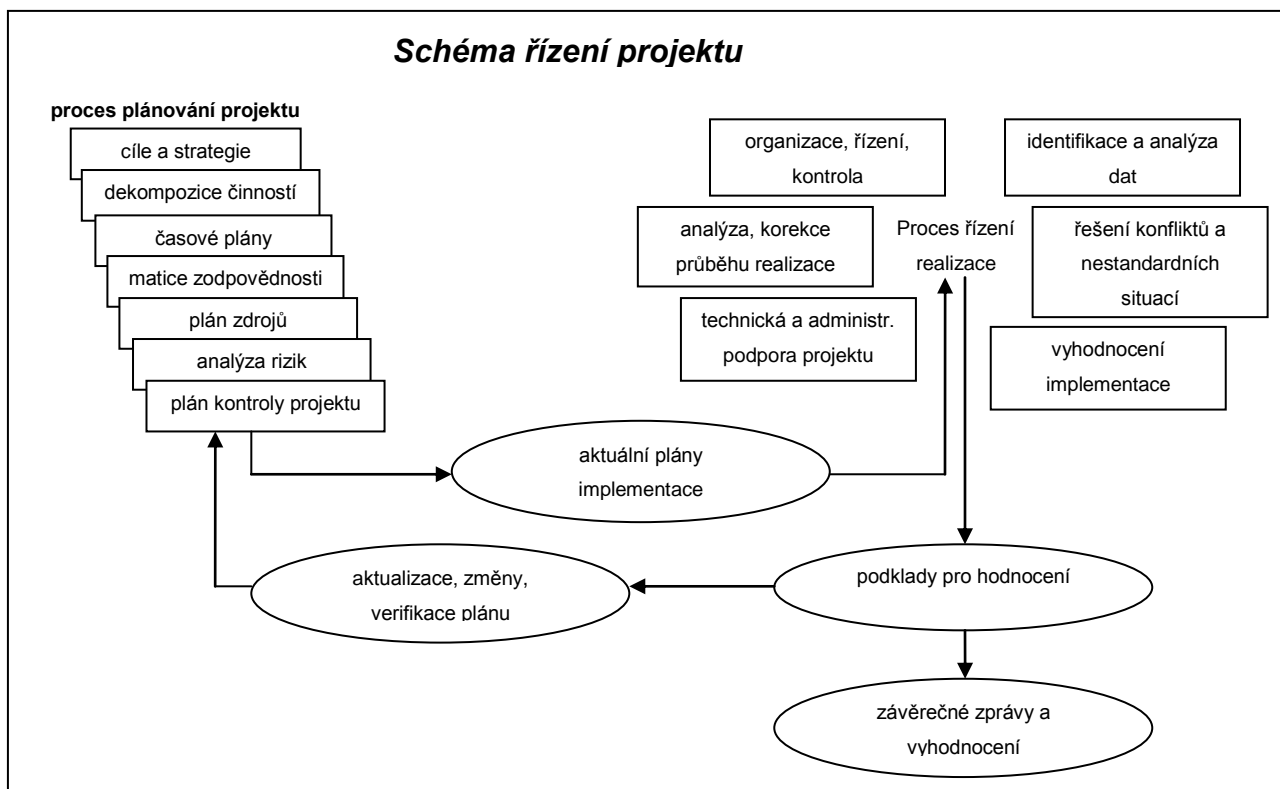 Schéma řízení projektu
proces plánování projektu
cíle a strategie
dekompozice činností
časové plány
matice zodpovědnosti
plán zdrojů
analýza rizik
plán kontroly projektu
organizace, řízení,
kontrola
analýza, korekce
průběhu realizace
technická a administr.
podpora projektu
Proces řízení
realizace
identifikace a analýza
dat
řešení konfliktů a
nestandardních
situací
vyhodnocení
implementace
aktuální plány
implementace
aktualizace, změny,
verifikace plánu
podklady pro hodnocení
závěrečné zprávy a
vyhodnocení